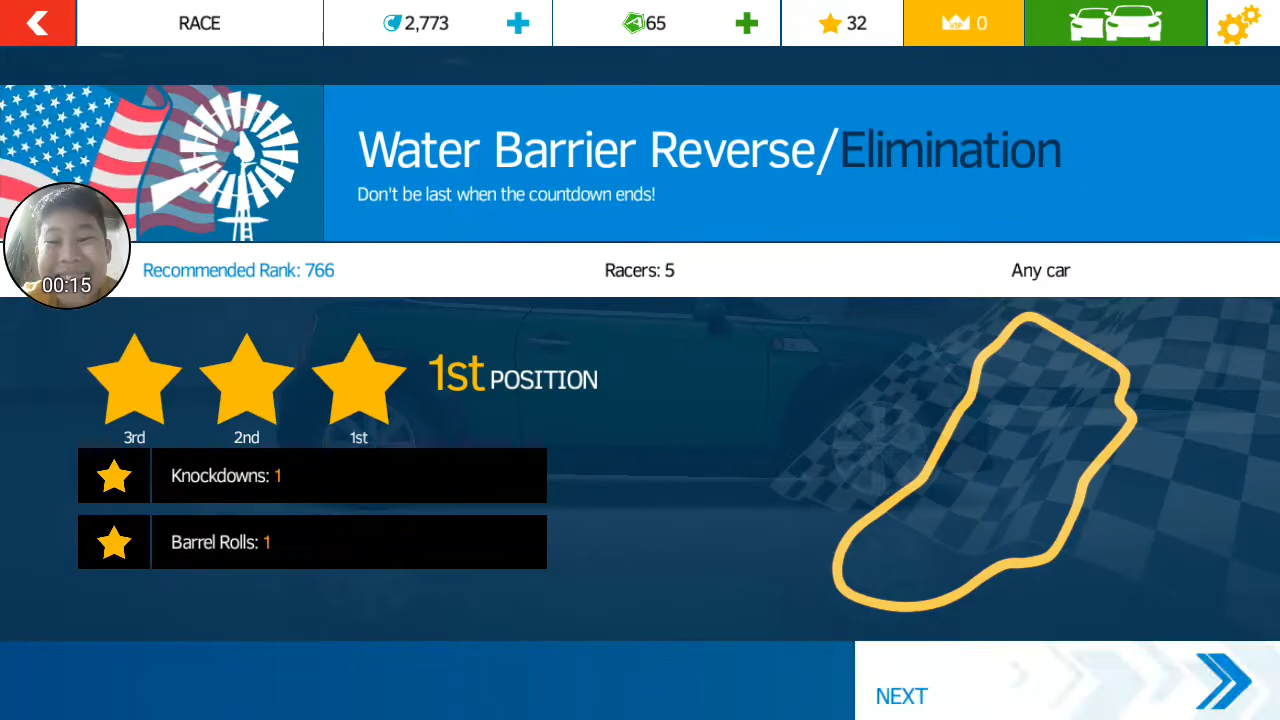 RACE
2,773
65
32
VIP 0
Water Barrier Reverse/Elimination
Don't be last when the countdown ends!
00:15
Recommended Rank: 766
Racers: 5
Any car
1st POSITION
3rd
2nd
1st
Knockdowns: 1
Barrel Rolls: 1
NEXT